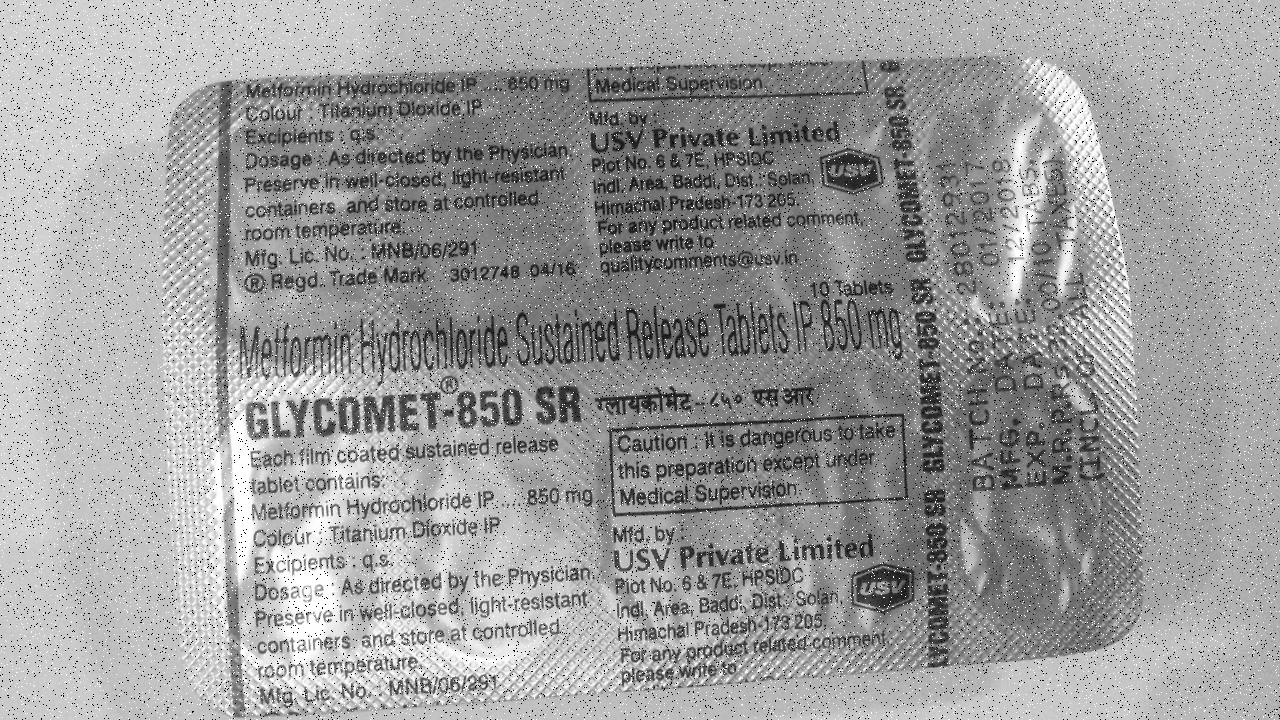 Metformin Hydrochloride IP .... 850 mg
Colour : Titanium Dioxide IP
Excipients : q.s.
Dosage : As directed by the Physician.
Preserve in well-closed, light-resistant
containers and store at controlled
room temperature.
Mfg. Lic. No. : MNB/06/291
® Regd. Trade Mark 3012748 04/16
Medical Supervision.
Mfd. by :
USV Private Limited
Plot No. 6 & 7E, HPSIDC
Indl. Area, Baddi, Dist.: Solan,
Himachal Pradesh-173 205.
For any product related comment,
please write to
qualitycomments@usv.in
USV
10 Tablets
Metformin Hydrochloride Sustained Release Tablets IP 850 mg
GLYCOMET®-850 SR ग्लायकोमेट-८५० एसआर
Each film coated sustained release
tablet contains:
Metformin Hydrochloride IP .... 850 mg
Colour : Titanium Dioxide IP
Excipients : q.s.
Dosage : As directed by the Physician.
Preserve in well-closed, light-resistant
containers and store at controlled
room temperature.
Mfg. Lic. No. : MNB/06/291
Caution : It is dangerous to take
this preparation except under
Medical Supervision.
Mfd. by :
USV Private Limited
Plot No. 6 & 7E, HPSIDC
Indl. Area, Baddi, Dist.: Solan,
Himachal Pradesh-173 205.
For any product related comment,
please write to
USV
LYCOMET-850 SR GLYCOMET-850 SR GLYCOMET-850 SR
BATCH No.: 28012931
MFG. DATE: 01/2017
EXP. DATE: 12/2018
M.R.P.Rs. 00/10 TABS.
(INCL. OF ALL TAXES)